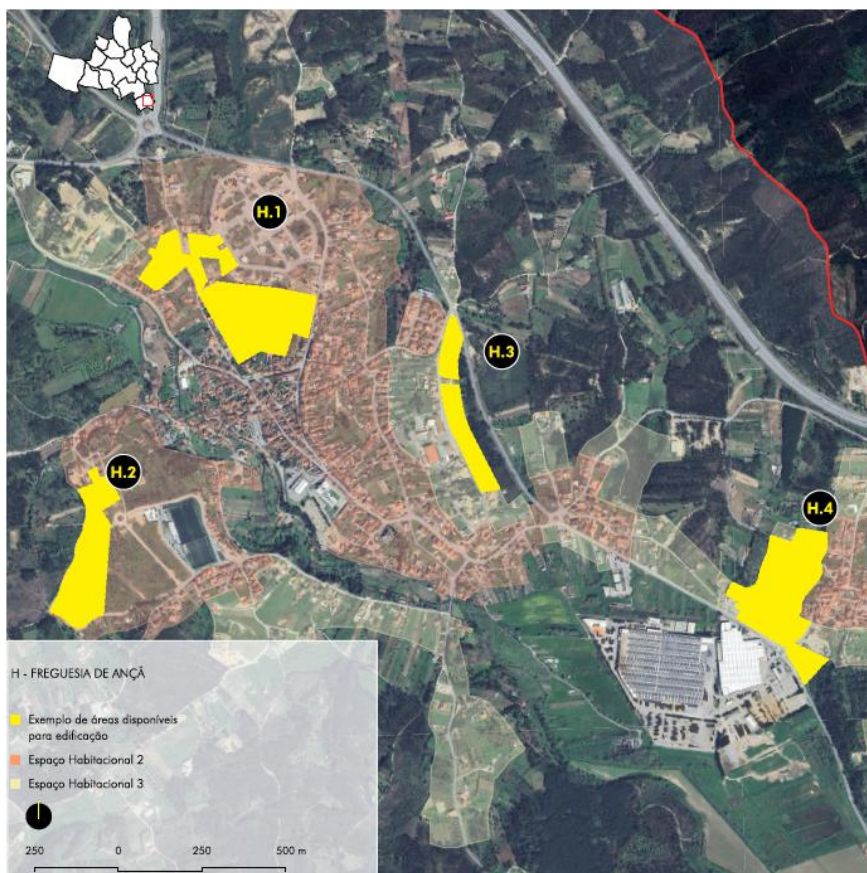 H.1
H.3
H.2
H.4
H - FREGUESIA DE ANÇÃ
Exemplo de áreas disponíveis
para edificação
Espaço Habitacional 2
Espaço Habitacional 3
250 0 250 500 m